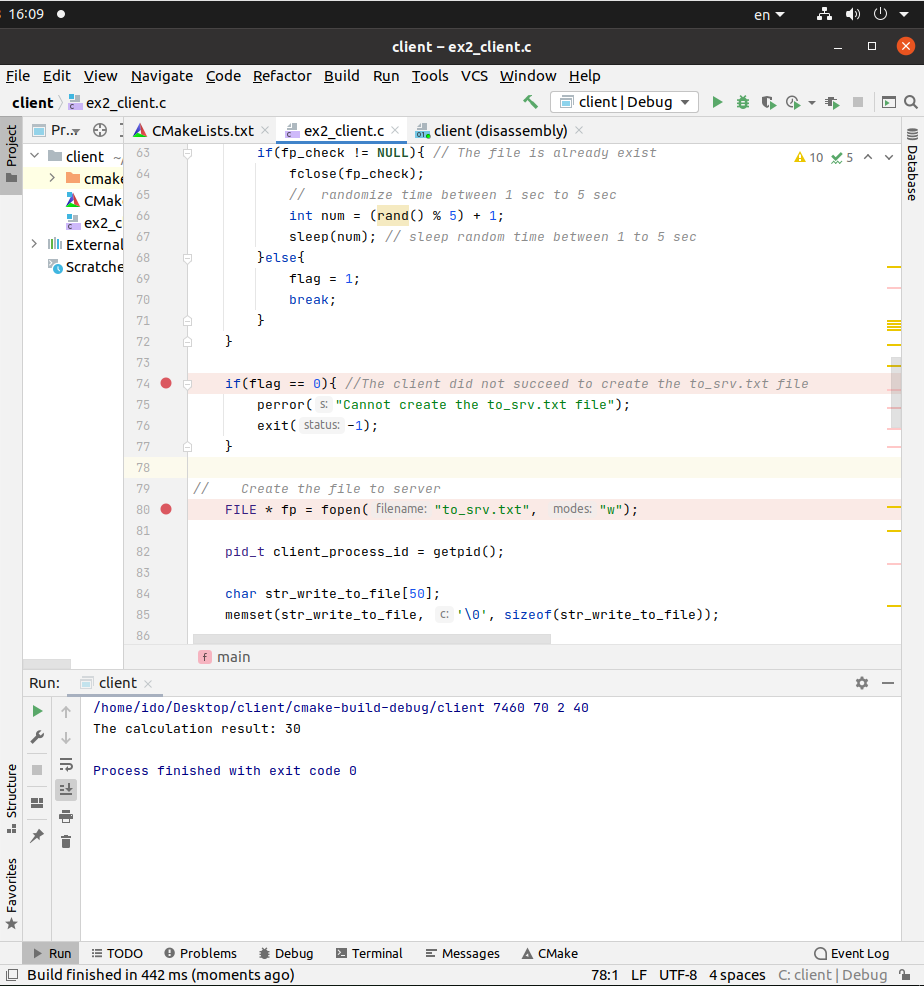 16:09
en
client – ex2_client.c
File Edit View Navigate Code Refactor Build Run Tools VCS Window Help
client ex2_client.c
client | Debug
Project
Pr...
CMakeLists.txt
ex2_client.c
client (disassembly)
Database
client ~/
cmake
CMake
ex2_c
External
Scratche
10 5
63 if(fp_check != NULL){ // The file is already exist
64 fclose(fp_check);
65 //  randomize time between 1 sec to 5 sec
66 int num = (rand() % 5) + 1;
67 sleep(num); // sleep random time between 1 to 5 sec
68 }else{
69 flag = 1;
70 break;
71 }
72 }
73
74 if(flag == 0){ //The client did not succeed to create the to_srv.txt file
75 perror( s: "Cannot create the to_srv.txt file");
76 exit( status: -1);
77 }
78
79 //    Create the file to server
80 FILE * fp = fopen( filename: "to_srv.txt", modes: "w");
81
82 pid_t client_process_id = getpid();
83
84 char str_write_to_file[50];
85 memset(str_write_to_file, c: '\0', sizeof(str_write_to_file));
86
f main
Run: client
/home/ido/Desktop/client/cmake-build-debug/client 7460 70 2 40
The calculation result: 30
Process finished with exit code 0
Structure
Favorites
Run TODO Problems Debug Terminal Messages CMake Event Log
Build finished in 442 ms (moments ago) 78:1 LF UTF-8 4 spaces C: client | Debug